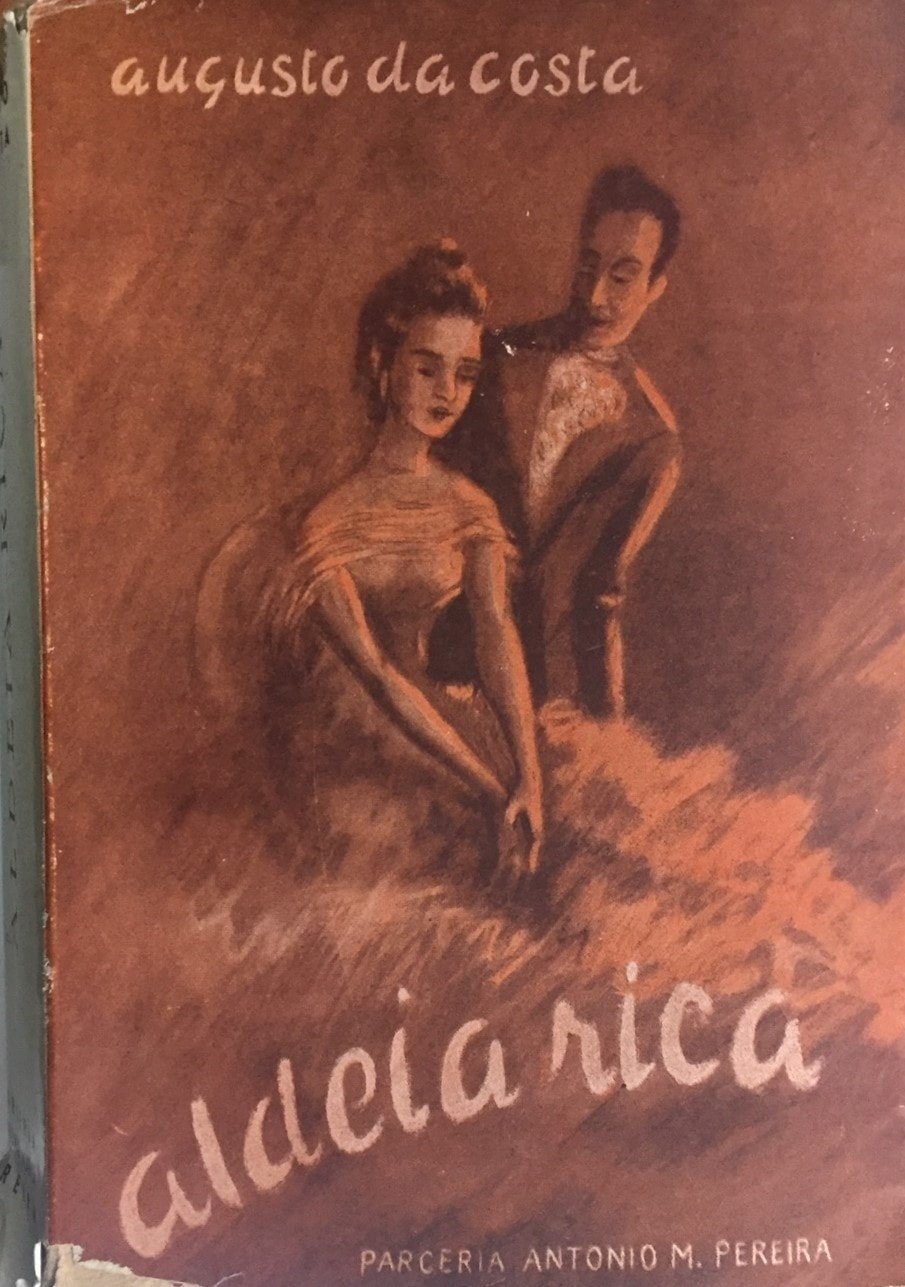 augusto da costa
aldeia rica
PARCERIA ANTONIO M. PEREIRA